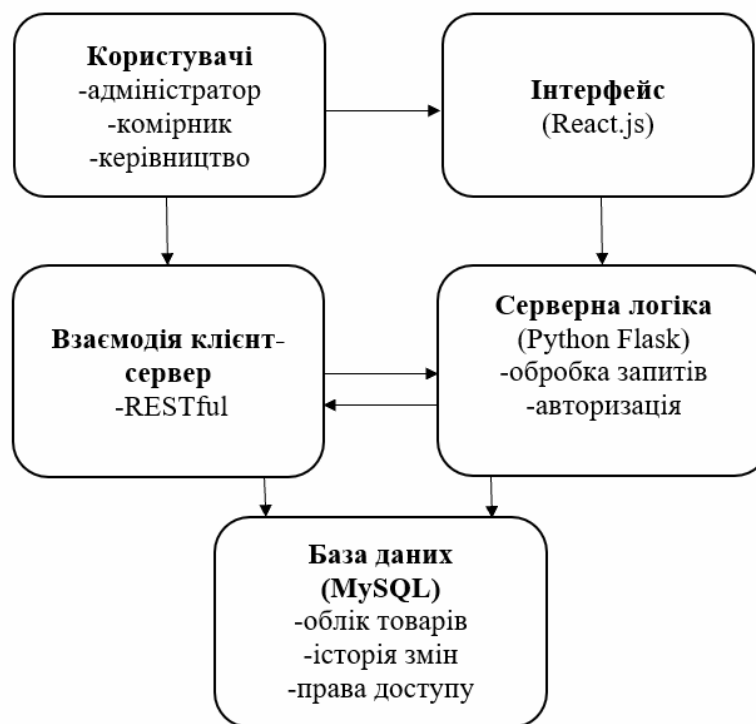 Користувачі
-адміністратор
-комірник
-керівництво
Інтерфейс
(React.js)
Взаємодія клієнт-
сервер
-RESTful
Серверна логіка
(Python Flask)
-обробка запитів
-авторизація
База даних
(MySQL)
-облік товарів
-історія змін
-права доступу